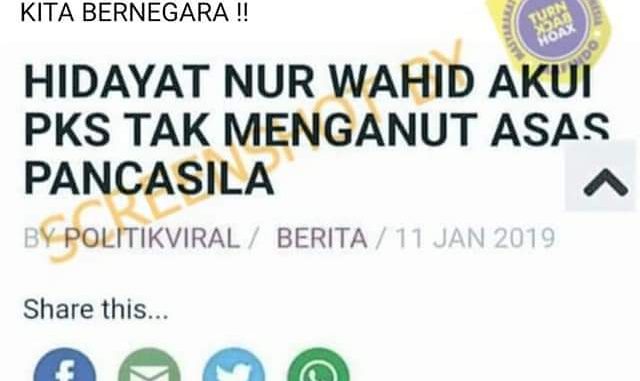 KITA BERNEGARA !!
TURN
BACK
HOAX
HIDAYAT NUR WAHID AKUI
PKS TAK MENGANUT ASAS
PANCASILA
SCREENSHOT BY
BY POLITIKVIRAL / BERITA / 11 JAN 2019
Share this...